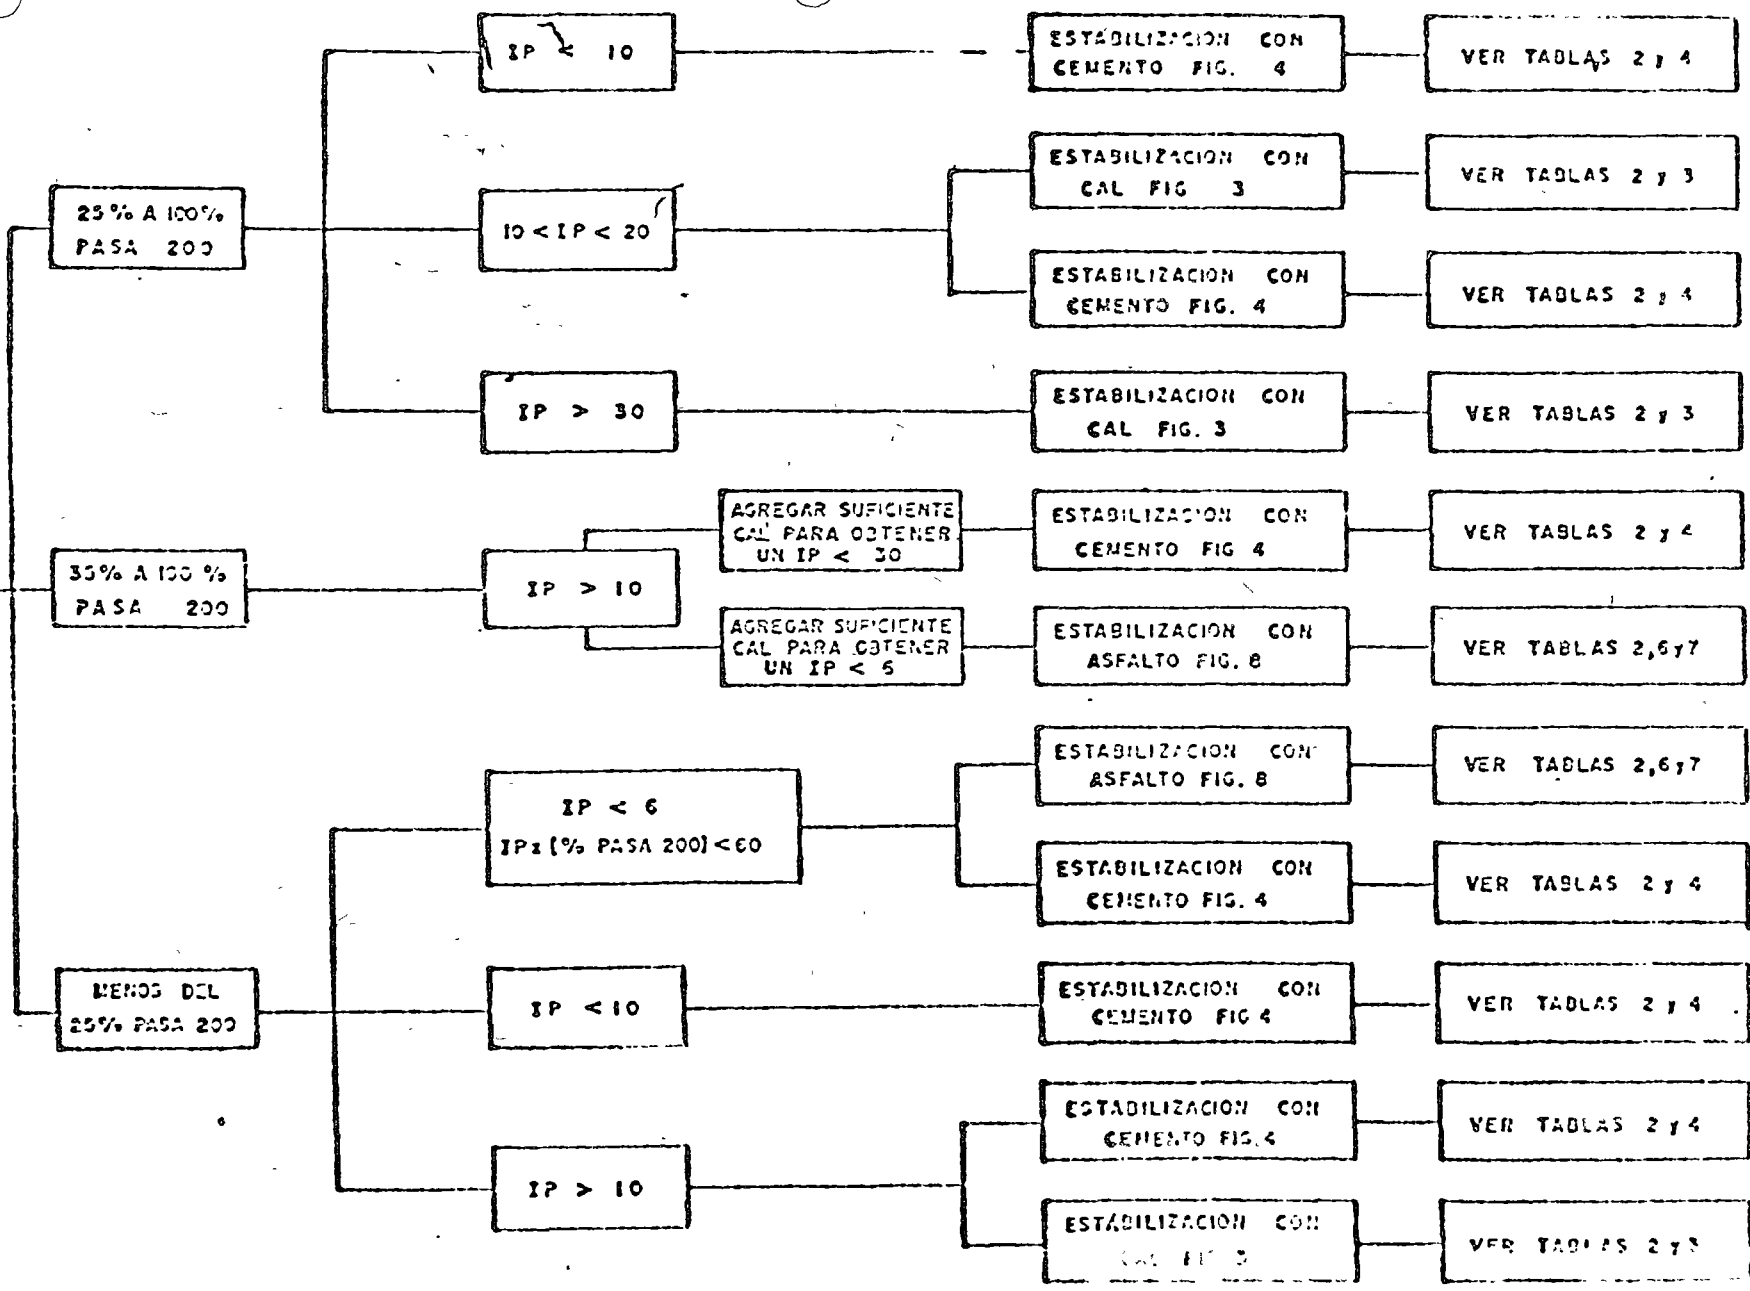 IP < 10
ESTABILIZACION CON
CEMENTO FIG. 4
VER TABLAS 2 y 4
25% A 100%
PASA 200
10 < IP < 20
ESTABILIZACION CON
CAL FIG 3
VER TABLAS 2 y 3
ESTABILIZACION CON
CEMENTO FIG. 4
VER TABLAS 2 y 4
IP > 30
ESTABILIZACION CON
CAL FIG. 3
VER TABLAS 2 y 3
35% A 100 %
PASA 200
IP > 10
AGREGAR SUFICIENTE
CAL PARA OBTENER
UN IP < 30
ESTABILIZACION CON
CEMENTO FIG 4
VER TABLAS 2 y 4
AGREGAR SUFICIENTE
CAL PARA OBTENER
UN IP < 6
ESTABILIZACION CON
ASFALTO FIG. 8
VER TABLAS 2,6 y 7
IP < 6
IP x (% PASA 200) < 60
ESTABILIZACION CON
ASFALTO FIG. 8
VER TABLAS 2,6 y 7
ESTABILIZACION CON
CEMENTO FIG. 4
VER TABLAS 2 y 4
MENOS DEL
25% PASA 200
IP < 10
ESTABILIZACION CON
CEMENTO FIG 4
VER TABLAS 2 y 4
IP > 10
ESTABILIZACION CON
CEMENTO FIG. 4
VER TABLAS 2 y 4
ESTABILIZACION CON
CAL FIG 3
VER TABLAS 2 y 3